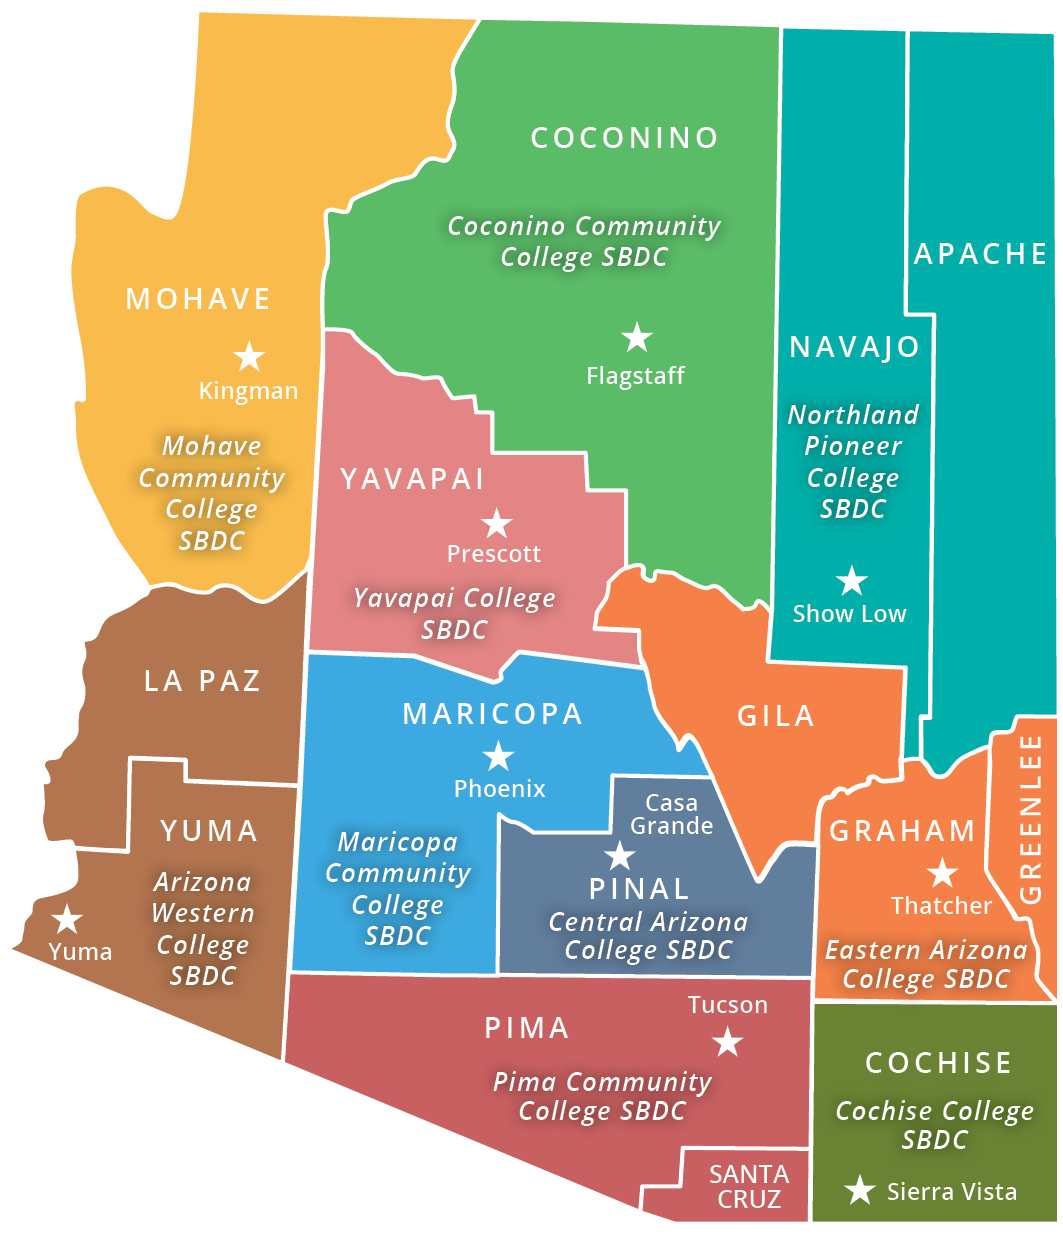 COCONINO
Coconino Community
College SBDC
Flagstaff
APACHE
MOHAVE
Kingman
Mohave
Community
College
SBDC
NAVAJO
Northland
Pioneer
College
SBDC
Show Low
YAVAPAI
Prescott
Yavapai College
SBDC
LA PAZ
MARICOPA
Phoenix
Maricopa
Community
College
SBDC
GILA
GREENLEE
Casa
Grande
PINAL
Central Arizona
College SBDC
YUMA
Arizona
Western
College
SBDC
Yuma
GRAHAM
Thatcher
Eastern Arizona
College SBDC
Tucson
PIMA
Pima Community
College SBDC
COCHISE
Cochise College
SBDC
Sierra Vista
SANTA
CRUZ